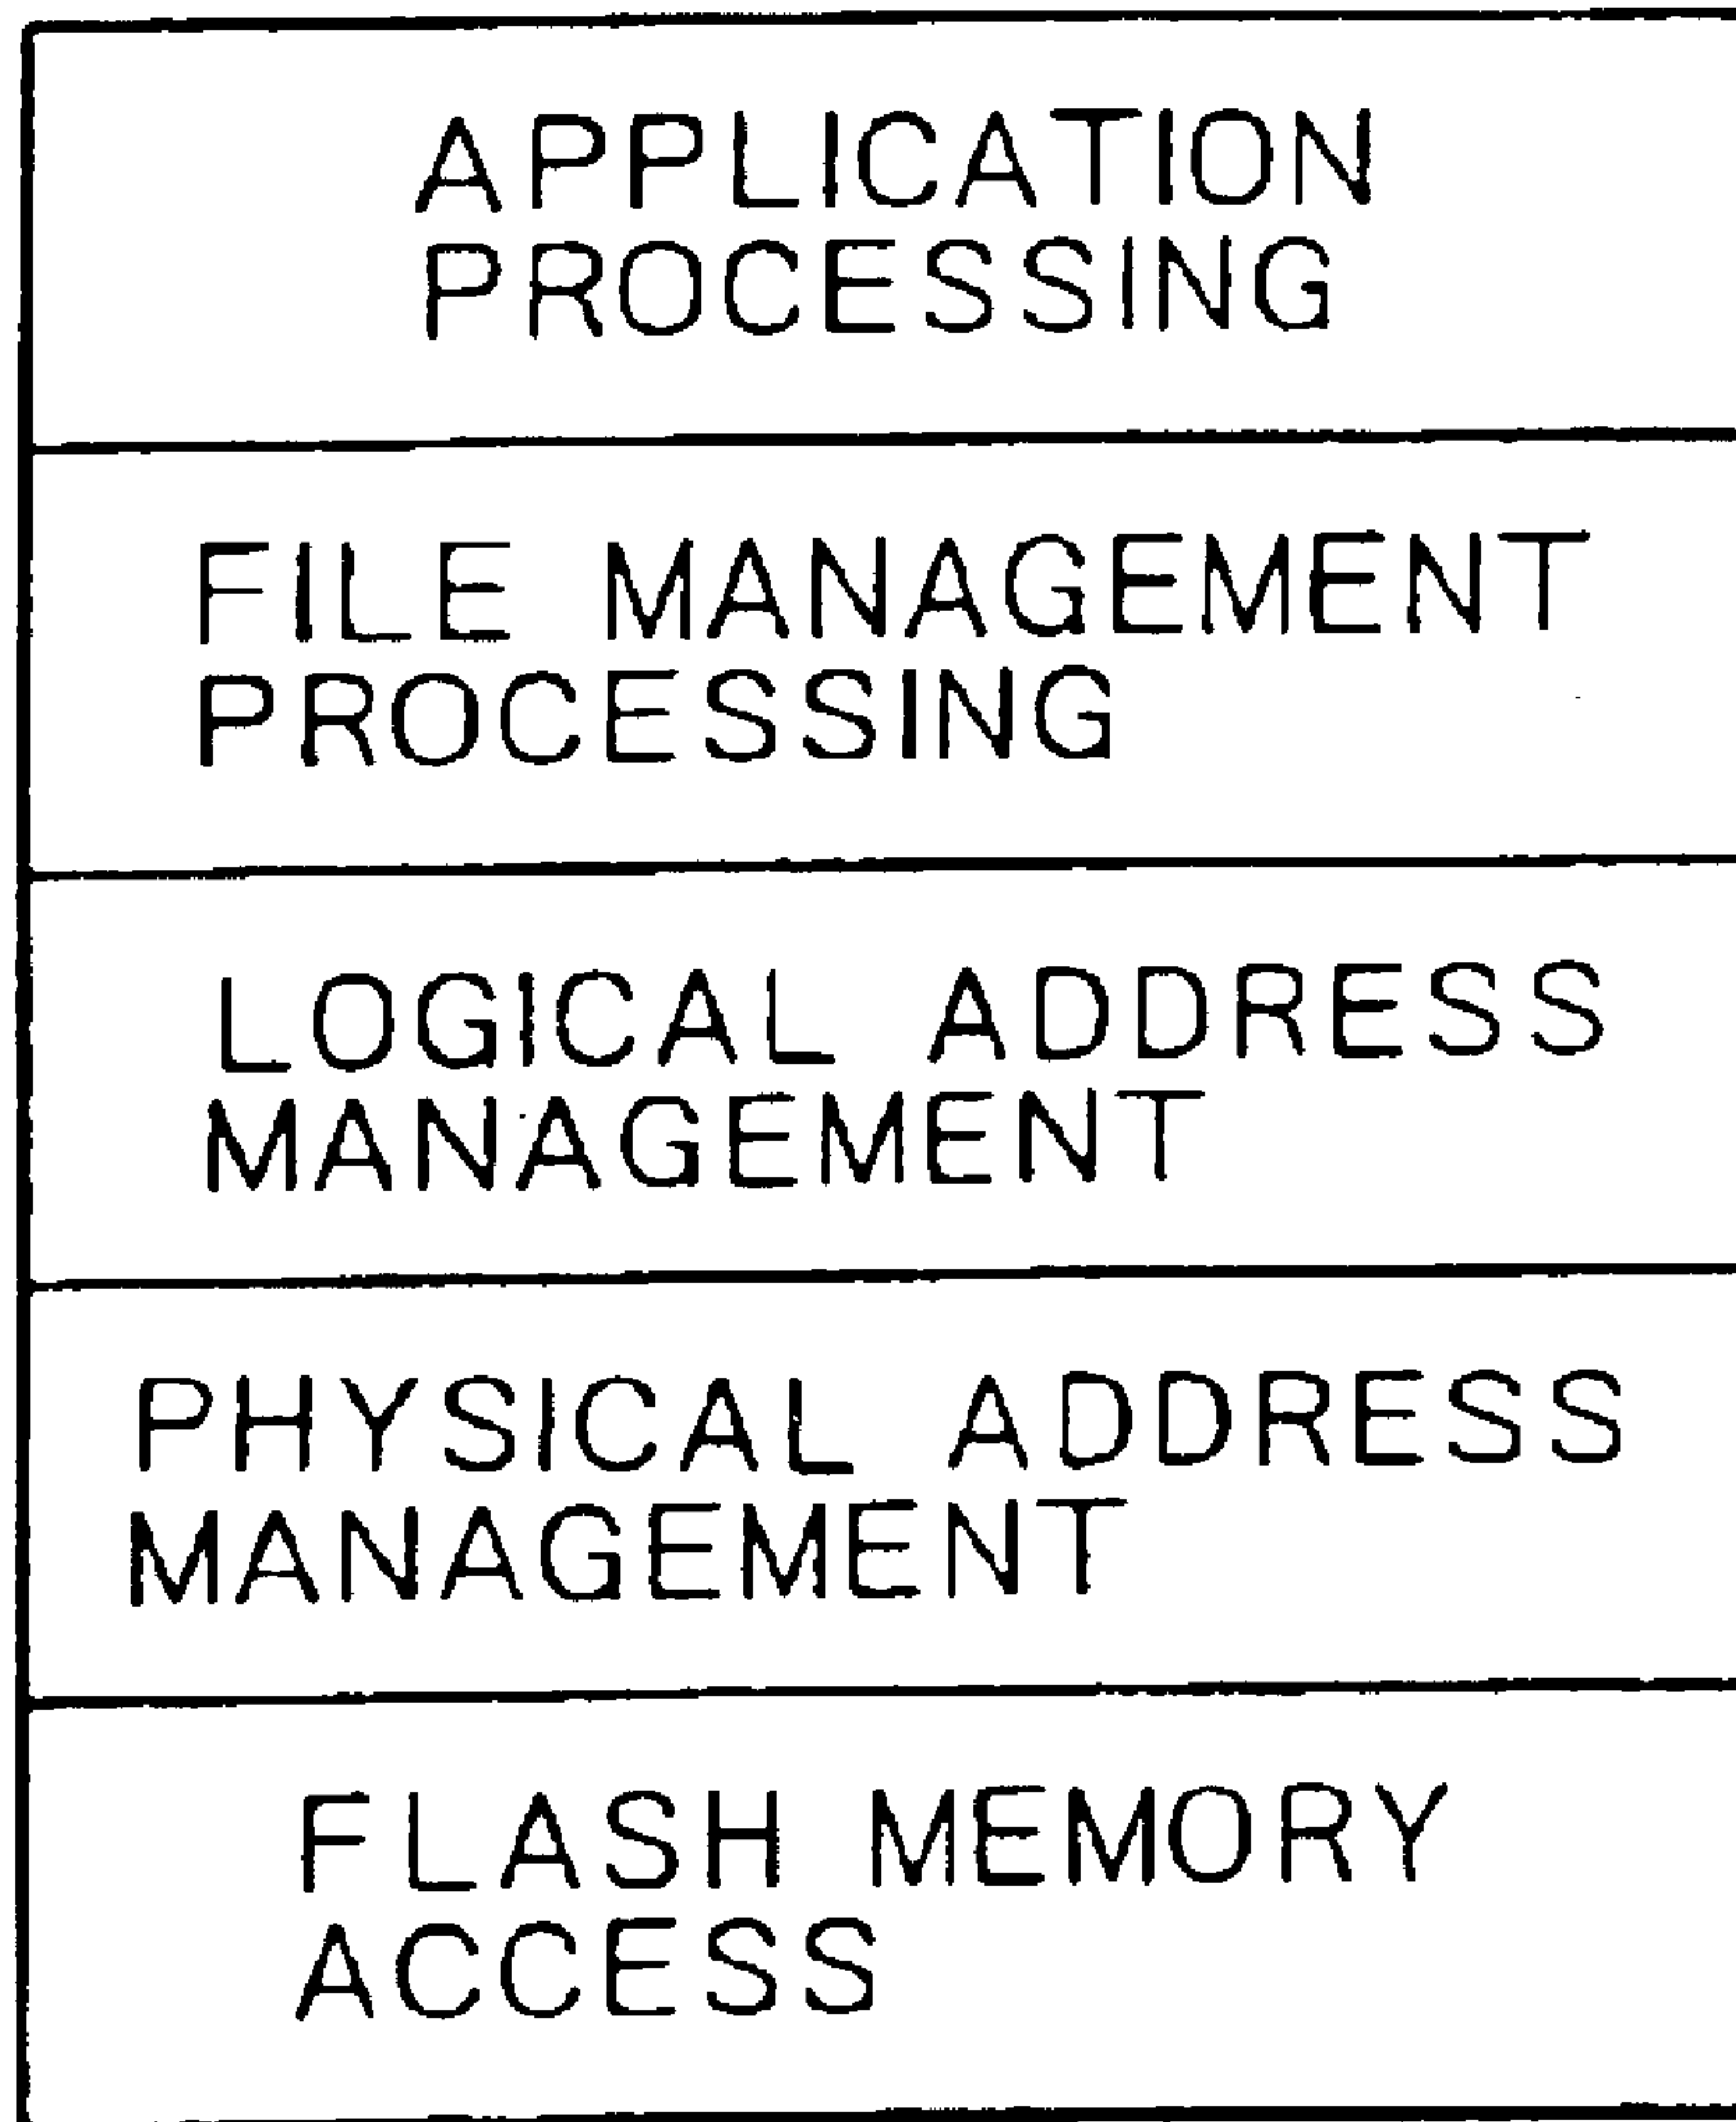 APPLICATION
PROCESSING
FILE MANAGEMENT
PROCESSING
LOGICAL ADDRESS
MANAGEMENT
PHYSICAL ADDRESS
MANAGEMENT
FLASH MEMORY
ACCESS